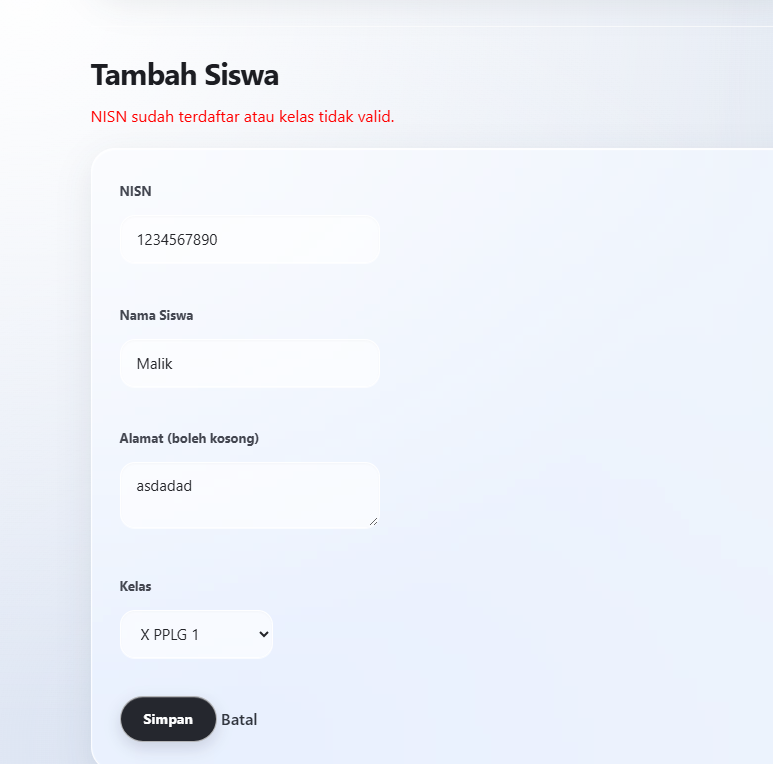 Tambah Siswa
NISN sudah terdaftar atau kelas tidak valid.
NISN
1234567890
Nama Siswa
Malik
Alamat (boleh kosong)
asdadad
Kelas
X PPLG 1
Simpan Batal